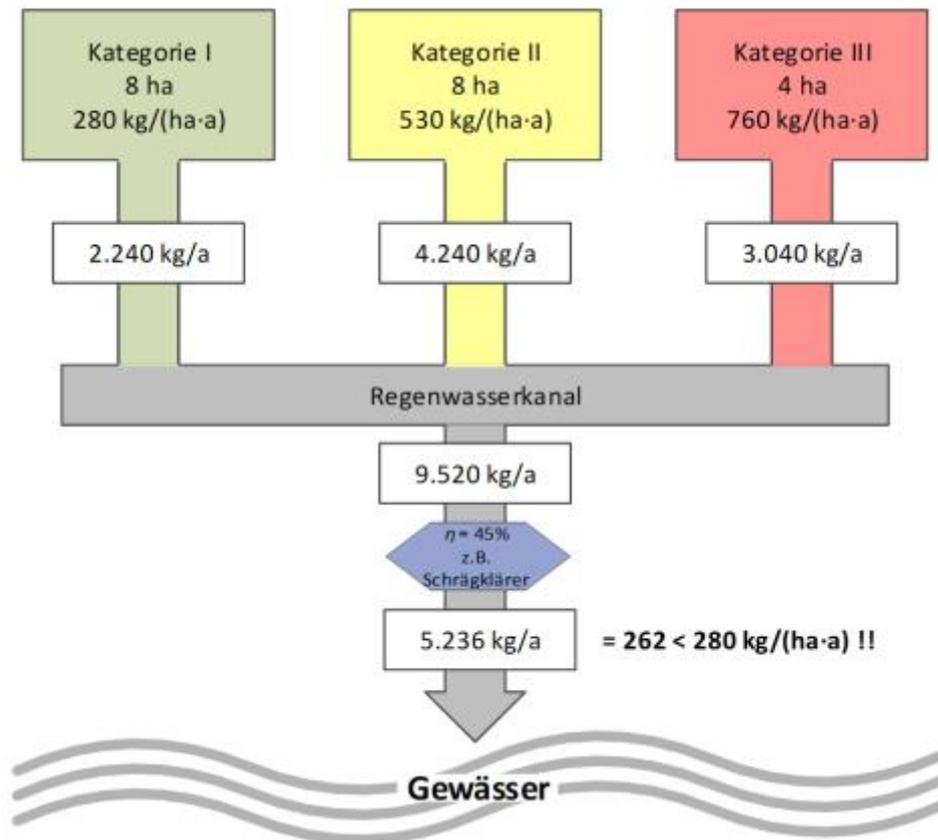 Kategorie I
8 ha
280 kg/(ha·a)
Kategorie II
8 ha
530 kg/(ha·a)
Kategorie III
4 ha
760 kg/(ha·a)
2.240 kg/a
4.240 kg/a
3.040 kg/a
Regenwasserkanal
9.520 kg/a
η = 45%
z.B.
Schrägklärer
5.236 kg/a
= 262 < 280 kg/(ha·a) !!
Gewässer